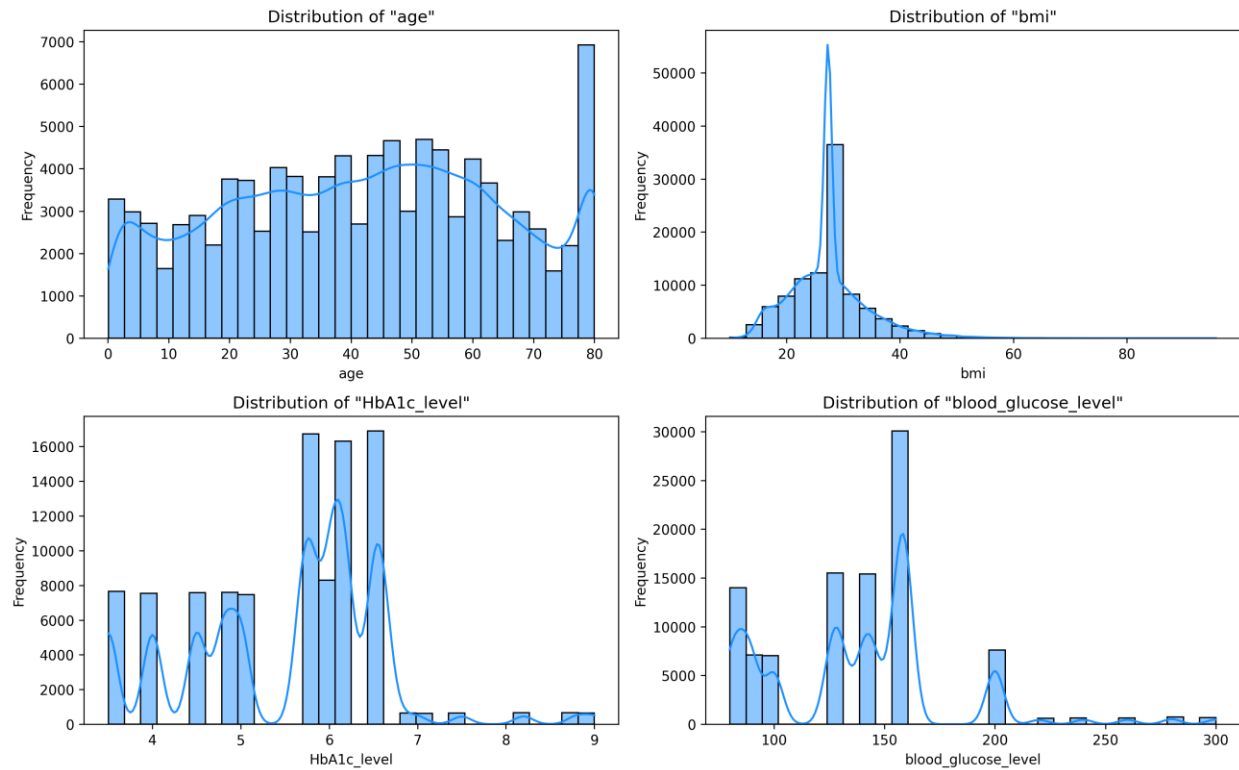 Distribution of "age"
7000
6000
5000
4000
3000
2000
1000
0
Frequency
0 10 20 30 40 50 60 70 80
age
Distribution of "bmi"
50000
40000
30000
20000
10000
0
Frequency
20 40 60 80
bmi
Distribution of "HbA1c_level"
16000
14000
12000
10000
8000
6000
4000
2000
0
Frequency
4 5 6 7 8 9
HbA1c_level
Distribution of "blood_glucose_level"
30000
25000
20000
15000
10000
5000
0
Frequency
100 150 200 250 300
blood_glucose_level